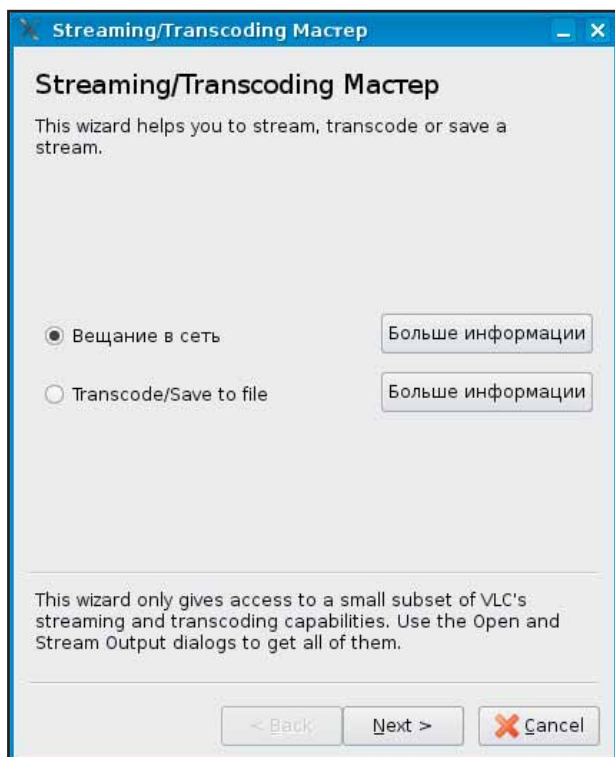 Streaming/Transcoding Мастер
Streaming/Transcoding Мастер
This wizard helps you to stream, transcode or save a
stream.
Вещание в сеть
Больше информации
Transcode/Save to file
Больше информации
This wizard only gives access to a small subset of VLC's
streaming and transcoding capabilities. Use the Open and
Stream Output dialogs to get all of them.
< Back
Next >
Cancel